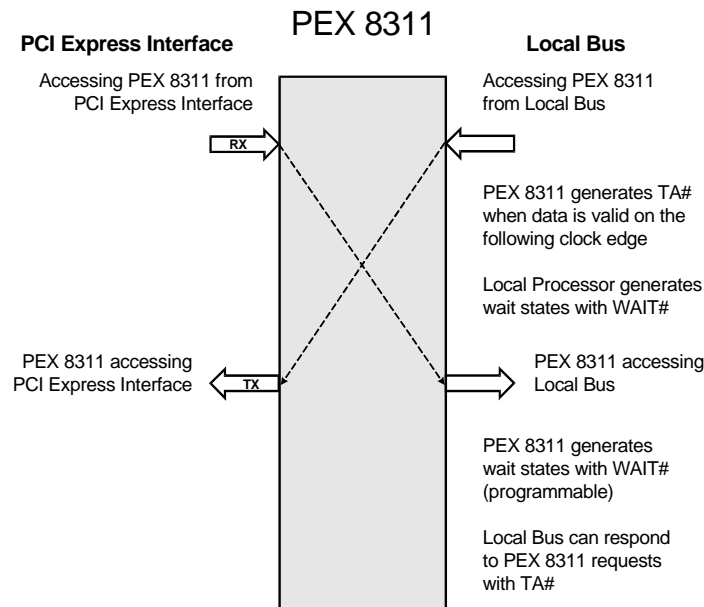 PEX 8311
PCI Express Interface
Local Bus
Accessing PEX 8311 from
PCI Express Interface
Accessing PEX 8311
from Local Bus
RX
PEX 8311 generates TA#
when data is valid on the
following clock edge
Local Processor generates
wait states with WAIT#
PEX 8311 accessing
PCI Express Interface
TX
PEX 8311 accessing
Local Bus
PEX 8311 generates
wait states with WAIT#
(programmable)
Local Bus can respond
to PEX 8311 requests
with TA#